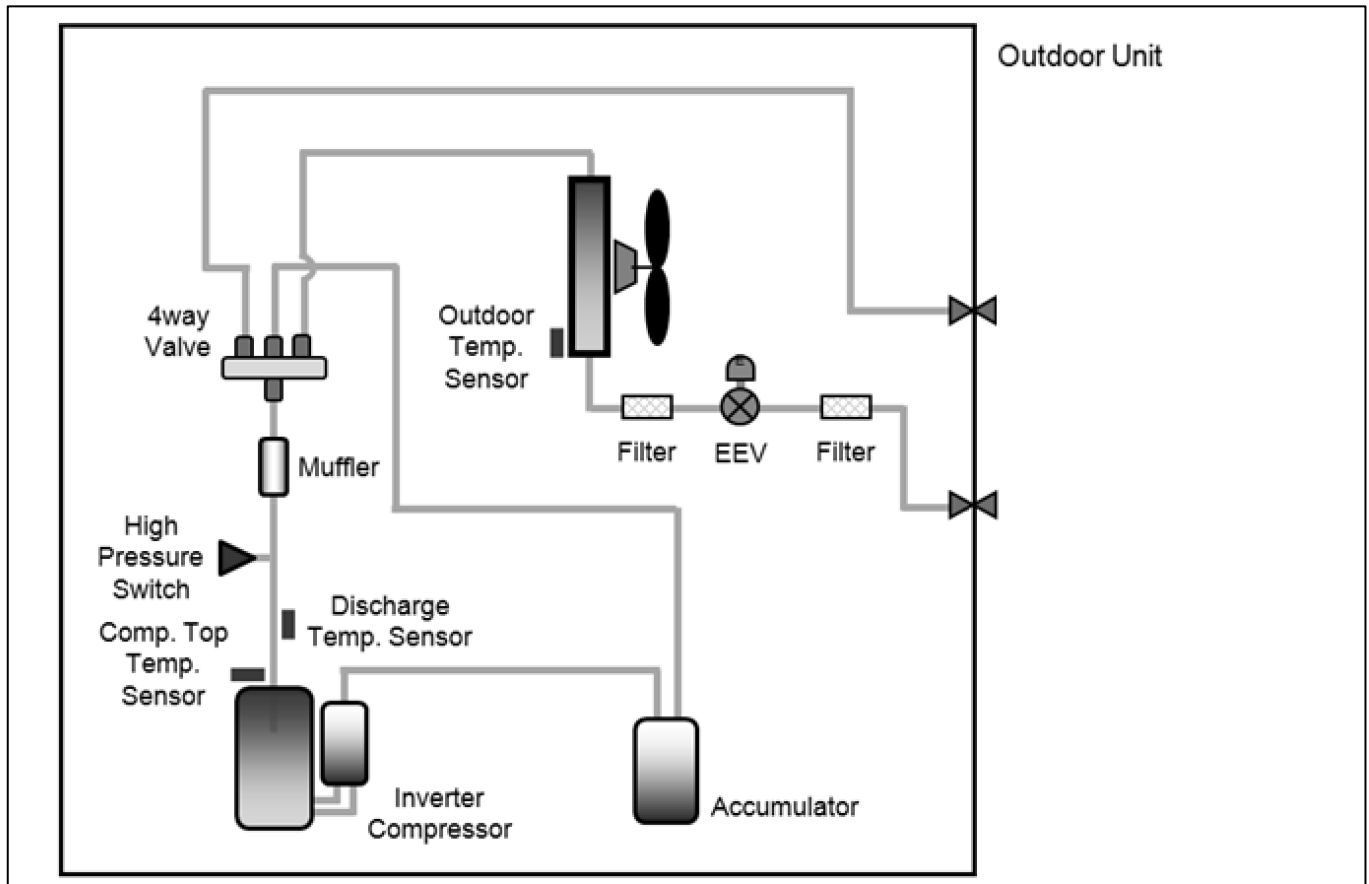 Outdoor Unit
4way
Valve
Outdoor
Temp.
Sensor
E
Filter
EEV
Filter
Muffler
High
Pressure
Switch
Discharge
Temp. Sensor
Comp. Top
Temp.
Sensor
Inverter
Compressor
Accumulator